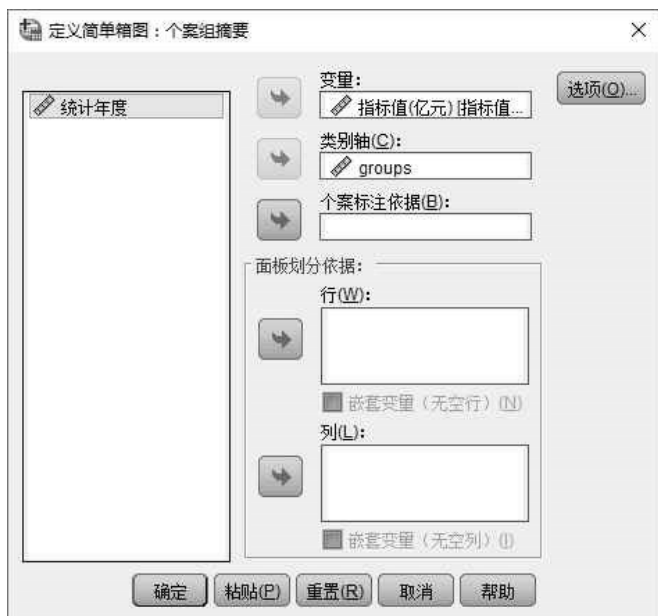 定义简单箱图：个案组摘要
统计年度
变量：
指标值(亿元) [指标值...
选项(O)...
类别轴(C)：
groups
个案标注依据(B)：
面板划分依据：
行(W)：
嵌套变量（无空行）(N)
列(L)：
嵌套变量（无空列）(I)
确定
粘贴(P)
重置(R)
取消
帮助